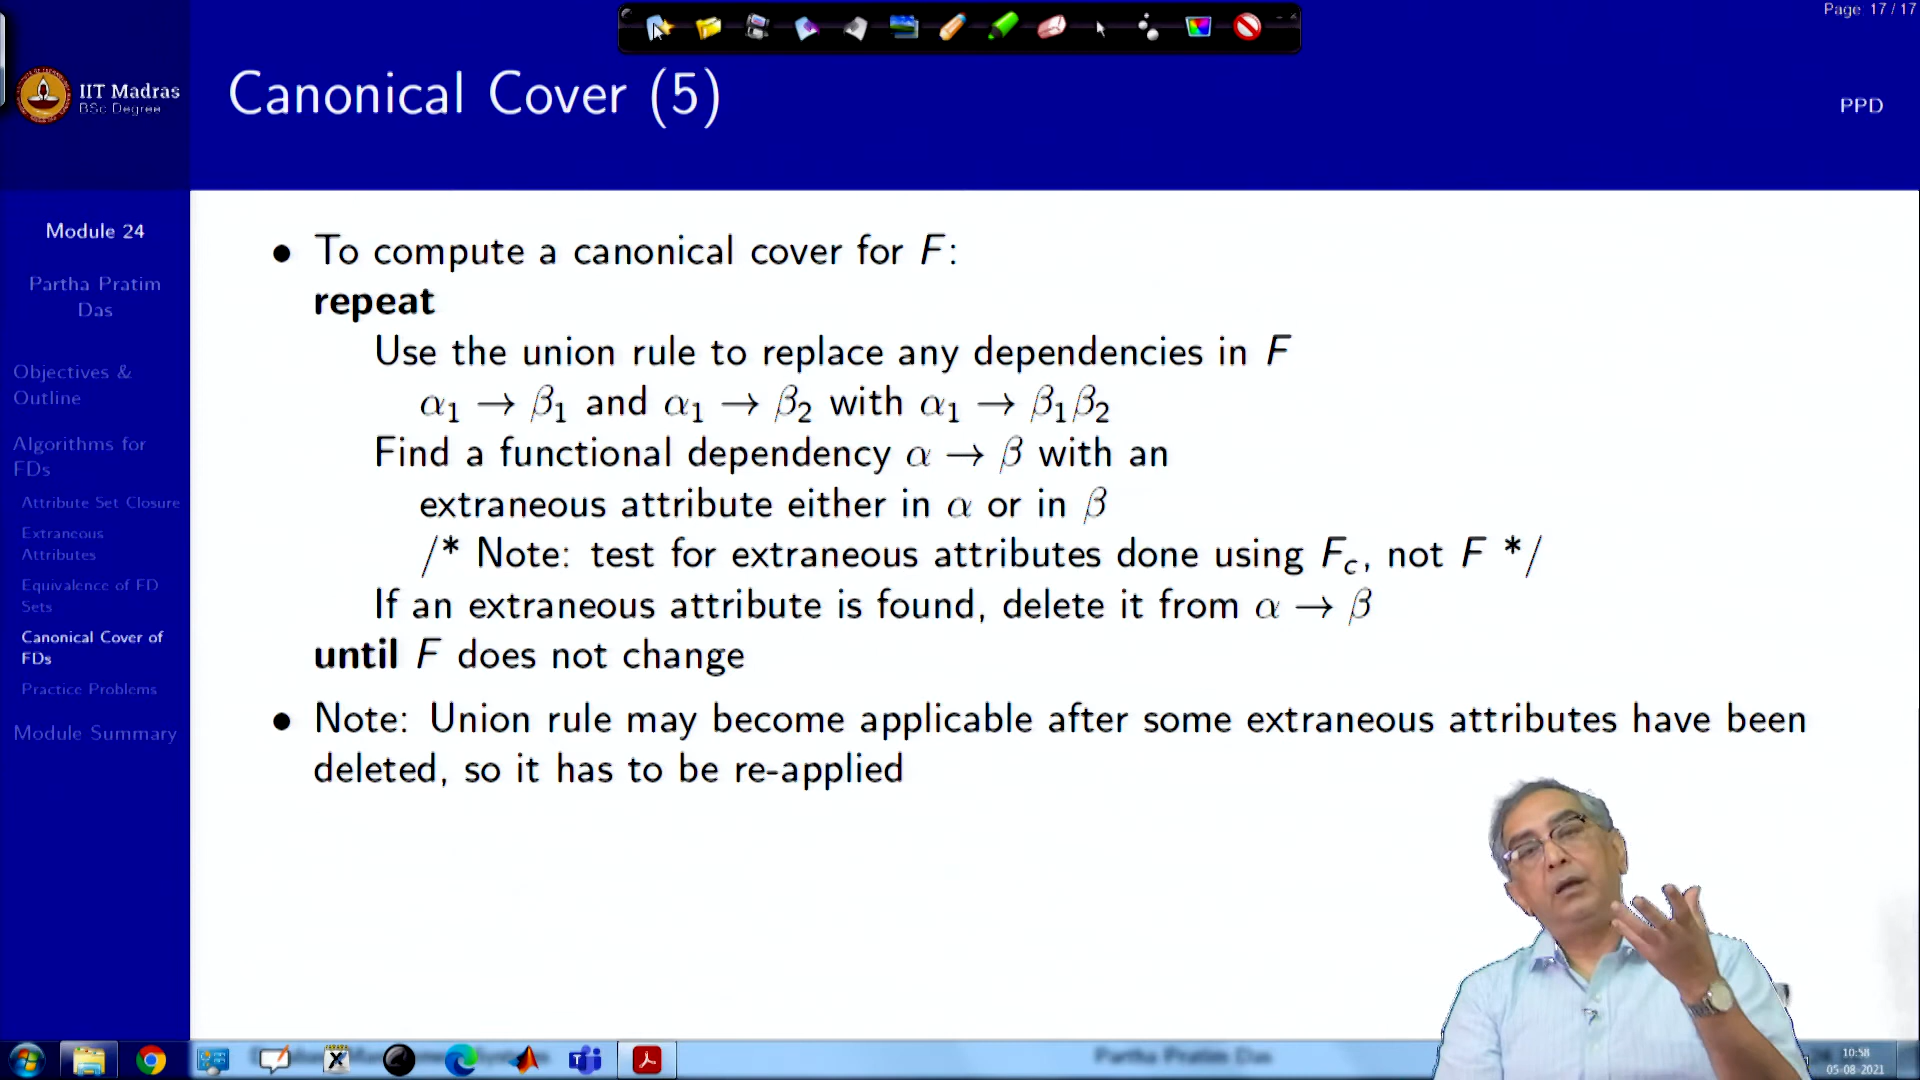 Page: 17 / 17
IIT Madras
BSc Degree
Canonical Cover (5)
PPD
Module 24
Partha Pratim
Das
Objectives &
Outline
Algorithms for
FDs
Attribute Set Closure
Extraneous
Attributes
Equivalence of FD
Sets
Canonical Cover of
FDs
Practice Problems
Module Summary
• To compute a canonical cover for F:
repeat
Use the union rule to replace any dependencies in F
α₁ → β₁ and α₁ → β₂ with α₁ → β₁β₂
Find a functional dependency α → β with an
extraneous attribute either in α or in β
/* Note: test for extraneous attributes done using F_c, not F */
If an extraneous attribute is found, delete it from α → β
until F does not change
• Note: Union rule may become applicable after some extraneous attributes have been
deleted, so it has to be re-applied
Partha Pratim Das
10:58
05-08-2021